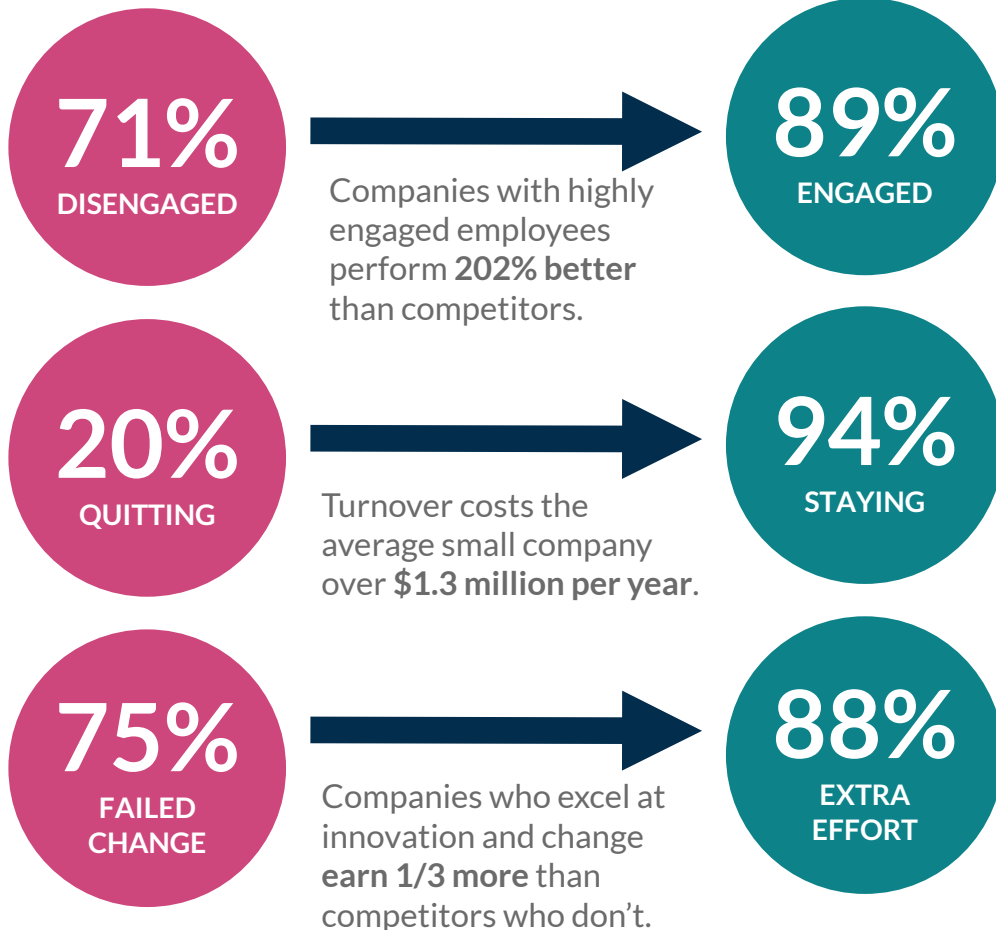 71%
DISENGAGED
Companies with highly
engaged employees
perform 202% better
than competitors.
89%
ENGAGED
20%
QUITTING
Turnover costs the
average small company
over $1.3 million per year.
94%
STAYING
75%
FAILED
CHANGE
Companies who excel at
innovation and change
earn 1/3 more than
competitors who don't.
88%
EXTRA
EFFORT